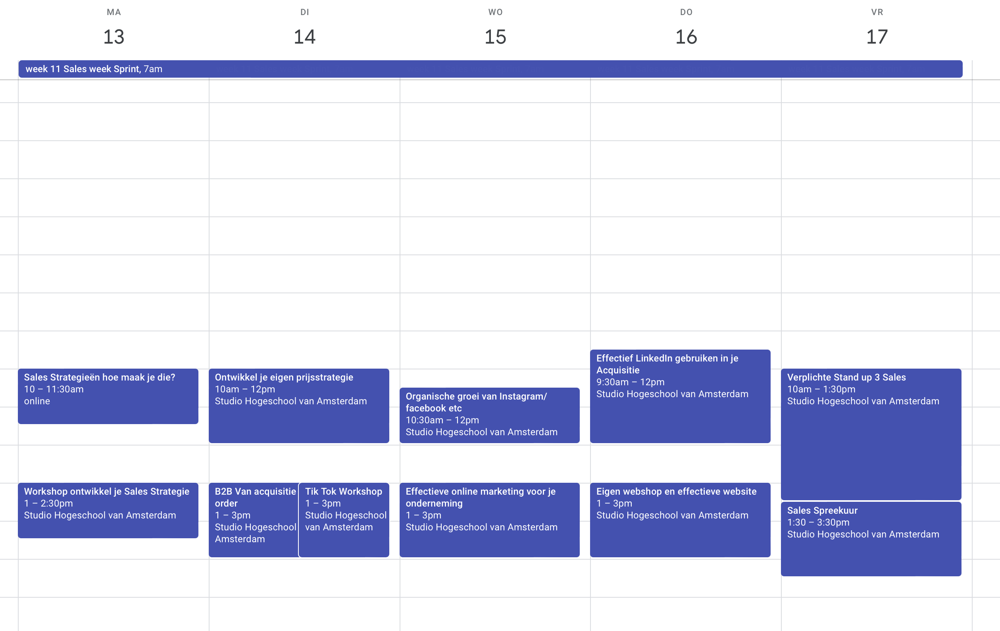 MA
13
DI
14
WO
15
DO
16
VR
17
week 11 Sales week Sprint, 7am
Sales Strategieën hoe maak je die?
10 – 11:30am
online
Workshop ontwikkel je Sales Strategie
1 – 2:30pm
Studio Hogeschool van Amsterdam
Ontwikkel je eigen prijsstrategie
10am – 12pm
Studio Hogeschool van Amsterdam
B2B Van acquisitie
order
1 – 3pm
Studio Hogeschool
Amsterdam
Tik Tok Workshop
1 – 3pm
Studio Hogeschool
van Amsterdam
Organische groei van Instagram/
facebook etc
10:30am – 12pm
Studio Hogeschool van Amsterdam
Effectieve online marketing voor je
onderneming
1 – 3pm
Studio Hogeschool van Amsterdam
Effectief LinkedIn gebruiken in je
Acquisitie
9:30am – 12pm
Studio Hogeschool van Amsterdam
Eigen webshop en effectieve website
1 – 3pm
Studio Hogeschool van Amsterdam
Verplichte Stand up 3 Sales
10am – 1:30pm
Studio Hogeschool van Amsterdam
Sales Spreekuur
1:30 – 3:30pm
Studio Hogeschool van Amsterdam